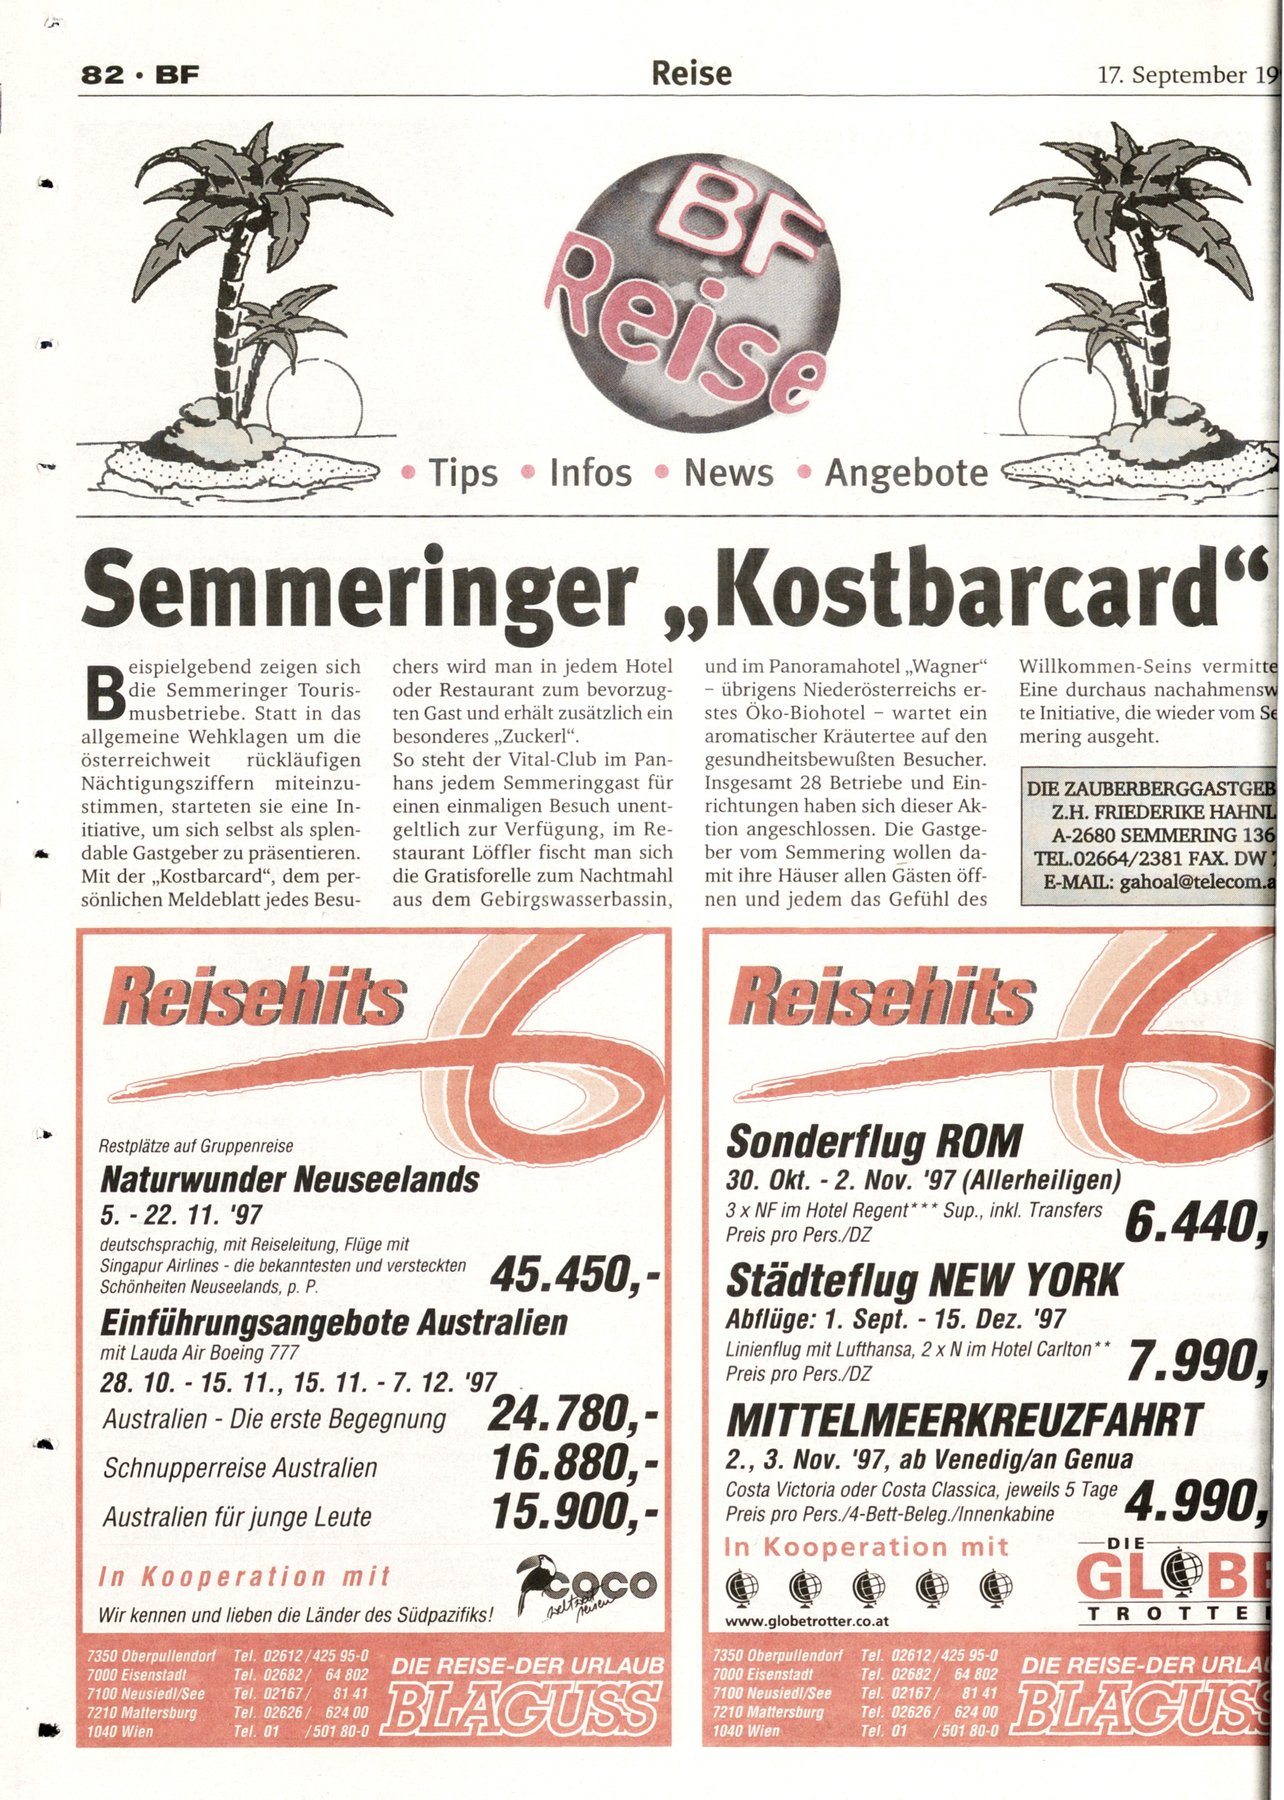 82 • BF
Reise
17. September 19
BF
Reise
• Tips • Infos • News • Angebote
Semmeringer „Kostbarcard“
Beispielgebend zeigen sich
die Semmeringer Touris-
musbetriebe. Statt in das
allgemeine Wehklagen um die
österreichweit rückläufigen
Nächtigungsziffern miteinzu-
stimmen, starteten sie eine In-
itiative, um sich selbst als splen-
dable Gastgeber zu präsentieren.
Mit der „Kostbarcard“, dem per-
sönlichen Meldeblatt jedes Besu-
chers wird man in jedem Hotel
oder Restaurant zum bevorzug-
ten Gast und erhält zusätzlich ein
besonderes „Zuckerl“.
So steht der Vital-Club im Pan-
hans jedem Semmeringgast für
einen einmaligen Besuch unent-
geltlich zur Verfügung, im Re-
staurant Löffler fischt man sich
die Gratisforelle zum Nachtmahl
aus dem Gebirgswasserbassin,
und im Panoramahotel „Wagner“
– übrigens Niederösterreichs er-
stes Öko-Biohotel – wartet ein
aromatischer Kräutertee auf den
gesundheitsbewußten Besucher.
Insgesamt 28 Betriebe und Ein-
richtungen haben sich dieser Ak-
tion angeschlossen. Die Gastge-
ber vom Semmering wollen da-
mit ihre Häuser allen Gästen öff-
nen und jedem das Gefühl des
Willkommen-Seins vermitte
Eine durchaus nachahmensw
te Initiative, die wieder vom Se
mering ausgeht.
DIE ZAUBERBERGGASTGEB
Z.H. FRIEDERIKE HAHNL
A-2680 SEMMERING 136
TEL.02664/2381 FAX. DW
E-MAIL: gahoal@telecom.a
Reisehits
Restplätze auf Gruppenreise
Naturwunder Neuseelands
5. - 22. 11. '97
deutschsprachig, mit Reiseleitung, Flüge mit
Singapur Airlines - die bekanntesten und versteckten
Schönheiten Neuseelands, p. P.
45.450,-
Einführungsangebote Australien
mit Lauda Air Boeing 777
28. 10. - 15. 11., 15. 11. - 7. 12. '97
Australien - Die erste Begegnung 24.780,-
Schnupperreise Australien 16.880,-
Australien für junge Leute 15.900,-
In Kooperation mit
coco
weltweit reisen
Wir kennen und lieben die Länder des Südpazifiks!
7350 Oberpullendorf Tel. 02612/425 95-0
7000 Eisenstadt Tel. 02682/ 64 802
7100 Neusiedl/See Tel. 02167/ 81 41
7210 Mattersburg Tel. 02626/ 624 00
1040 Wien Tel. 01 /501 80-0
DIE REISE-DER URLAUB
BLAGUSS
Reisehits
Sonderflug ROM
30. Okt. - 2. Nov. '97 (Allerheiligen)
3 x NF im Hotel Regent*** Sup., inkl. Transfers
Preis pro Pers./DZ
6.440,
Städteflug NEW YORK
Abflüge: 1. Sept. - 15. Dez. '97
Linienflug mit Lufthansa, 2 x N im Hotel Carlton**
Preis pro Pers./DZ
7.990,
MITTELMEERKREUZFAHRT
2., 3. Nov. '97, ab Venedig/an Genua
Costa Victoria oder Costa Classica, jeweils 5 Tage
Preis pro Pers./4-Bett-Beleg./Innenkabine
4.990,
In Kooperation mit
www.globetrotter.co.at
DIE
GLOBE
TROTTE
7350 Oberpullendorf Tel. 02612/425 95-0
7000 Eisenstadt Tel. 02682/ 64 802
7100 Neusiedl/See Tel. 02167/ 81 41
7210 Mattersburg Tel. 02626/ 624 00
1040 Wien Tel. 01 /501 80-0
DIE REISE-DER URLA
BLAGUSS